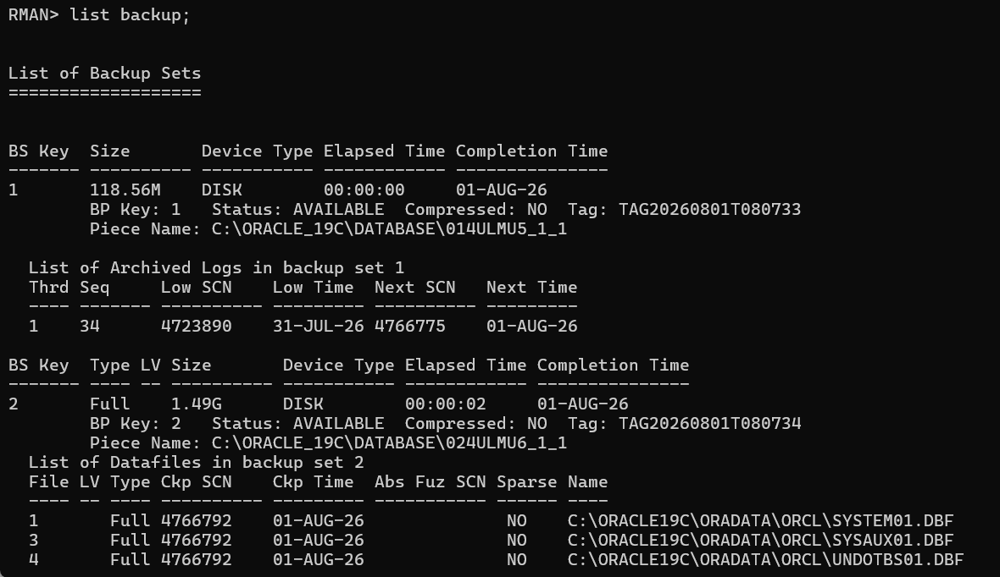 RMAN> list backup;
List of Backup Sets
===================
BS Key  Size       Device Type Elapsed Time Completion Time
------- ---------- ----------- ------------ ---------------
1       118.56M    DISK        00:00:00     01-AUG-26
        BP Key: 1   Status: AVAILABLE  Compressed: NO  Tag: TAG20260801T080733
        Piece Name: C:\ORACLE_19C\DATABASE\014ULMU5_1_1
  List of Archived Logs in backup set 1
  Thrd Seq     Low SCN    Low Time  Next SCN   Next Time
  ---- ------- ---------- --------- ---------- ---------
  1    34      4723890    31-JUL-26 4766775    01-AUG-26
BS Key  Type LV Size       Device Type Elapsed Time Completion Time
------- ---- -- ---------- ----------- ------------ ---------------
2       Full    1.49G      DISK        00:00:02     01-AUG-26
        BP Key: 2   Status: AVAILABLE  Compressed: NO  Tag: TAG20260801T080734
        Piece Name: C:\ORACLE_19C\DATABASE\024ULMU6_1_1
  List of Datafiles in backup set 2
  File LV Type Ckp SCN    Ckp Time  Abs Fuz SCN Sparse Name
  ---- -- ---- ---------- --------- ----------- ------ ----
  1       Full 4766792    01-AUG-26              NO    C:\ORACLE19C\ORADATA\ORCL\SYSTEM01.DBF
  3       Full 4766792    01-AUG-26              NO    C:\ORACLE19C\ORADATA\ORCL\SYSAUX01.DBF
  4       Full 4766792    01-AUG-26              NO    C:\ORACLE19C\ORADATA\ORCL\UNDOTBS01.DBF